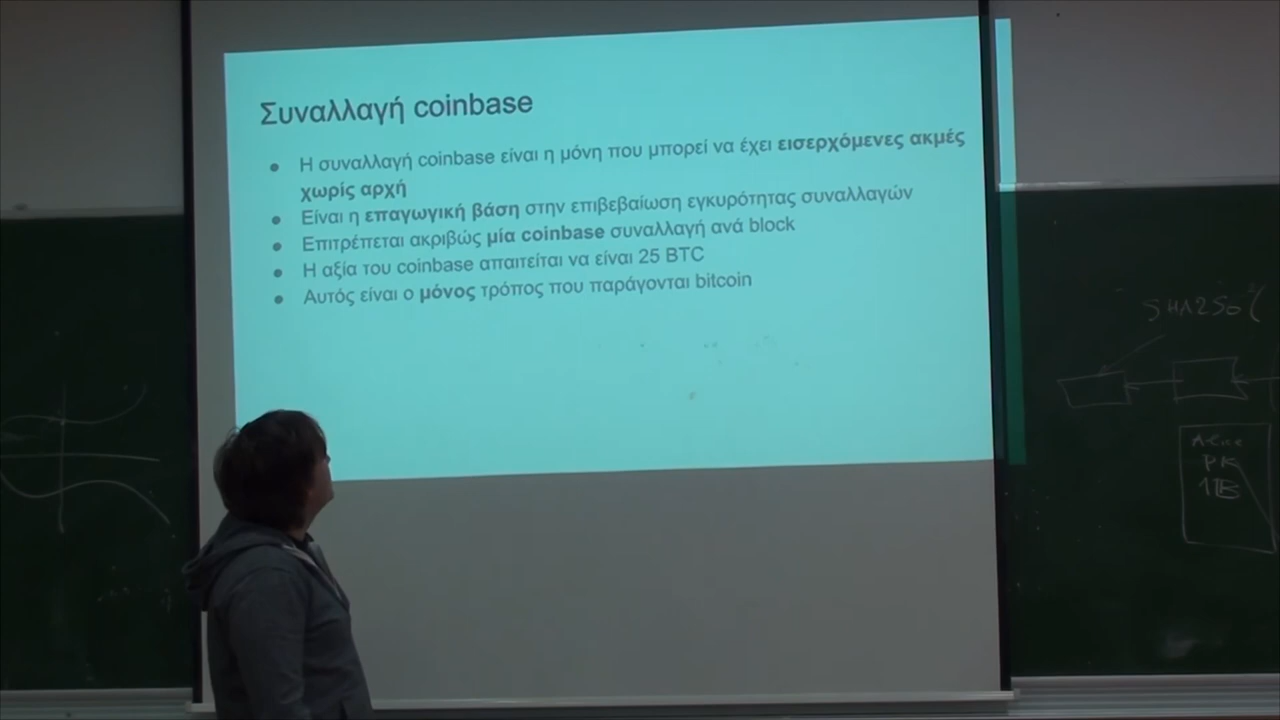 Συναλλαγή coinbase
● Η συναλλαγή coinbase είναι η μόνη που μπορεί να έχει εισερχόμενες ακμές
χωρίς αρχή
● Είναι η επαγωγική βάση στην επιβεβαίωση εγκυρότητας συναλλαγών
● Επιτρέπεται ακριβώς μία coinbase συναλλαγή ανά block
● Η αξία του coinbase απαιτείται να είναι 25 BTC
● Αυτός είναι ο μόνος τρόπος που παράγονται bitcoin
PK